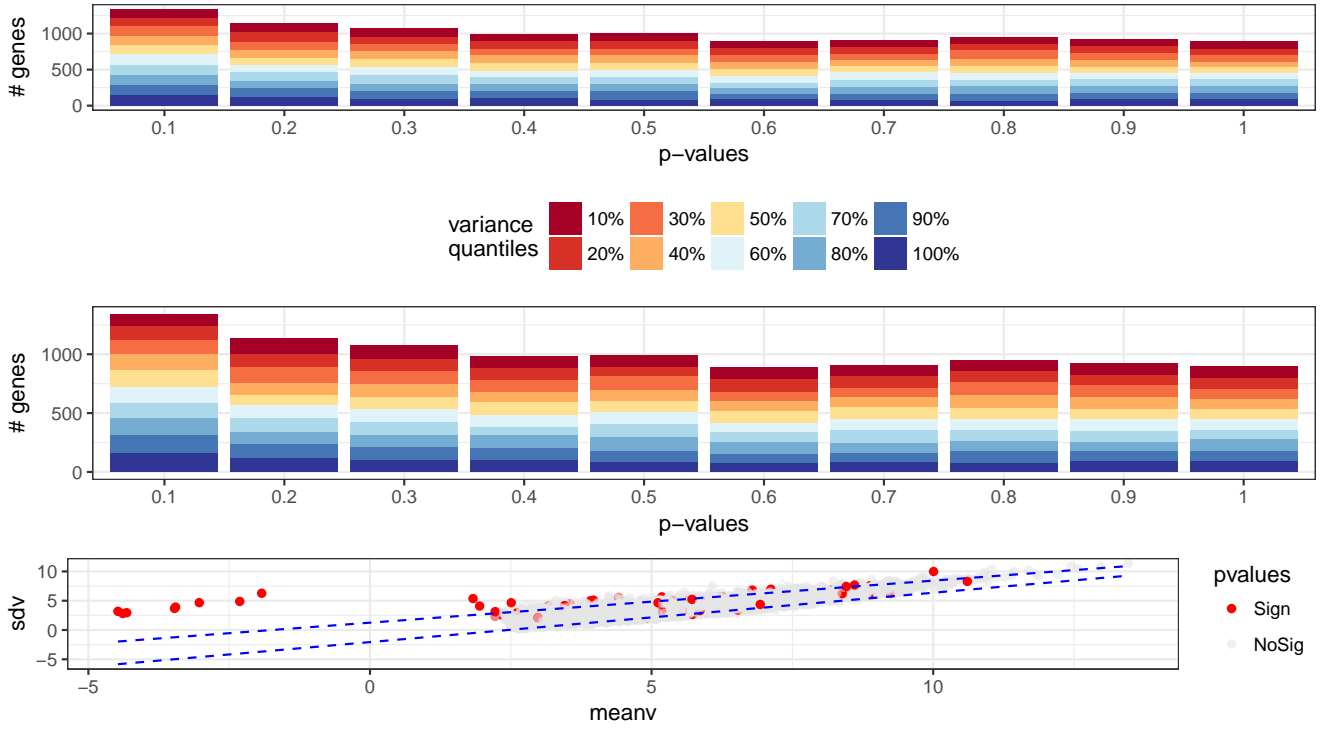 # genes
1000
500
0
0.1 0.2 0.3 0.4 0.5 0.6 0.7 0.8 0.9 1
p−values
variance
quantiles
10% 30% 50% 70% 90%
20% 40% 60% 80% 100%
# genes
1000
500
0
0.1 0.2 0.3 0.4 0.5 0.6 0.7 0.8 0.9 1
p−values
sdv
10
5
0
−5
−5 0 5 10
meanv
pvalues
Sign
NoSig